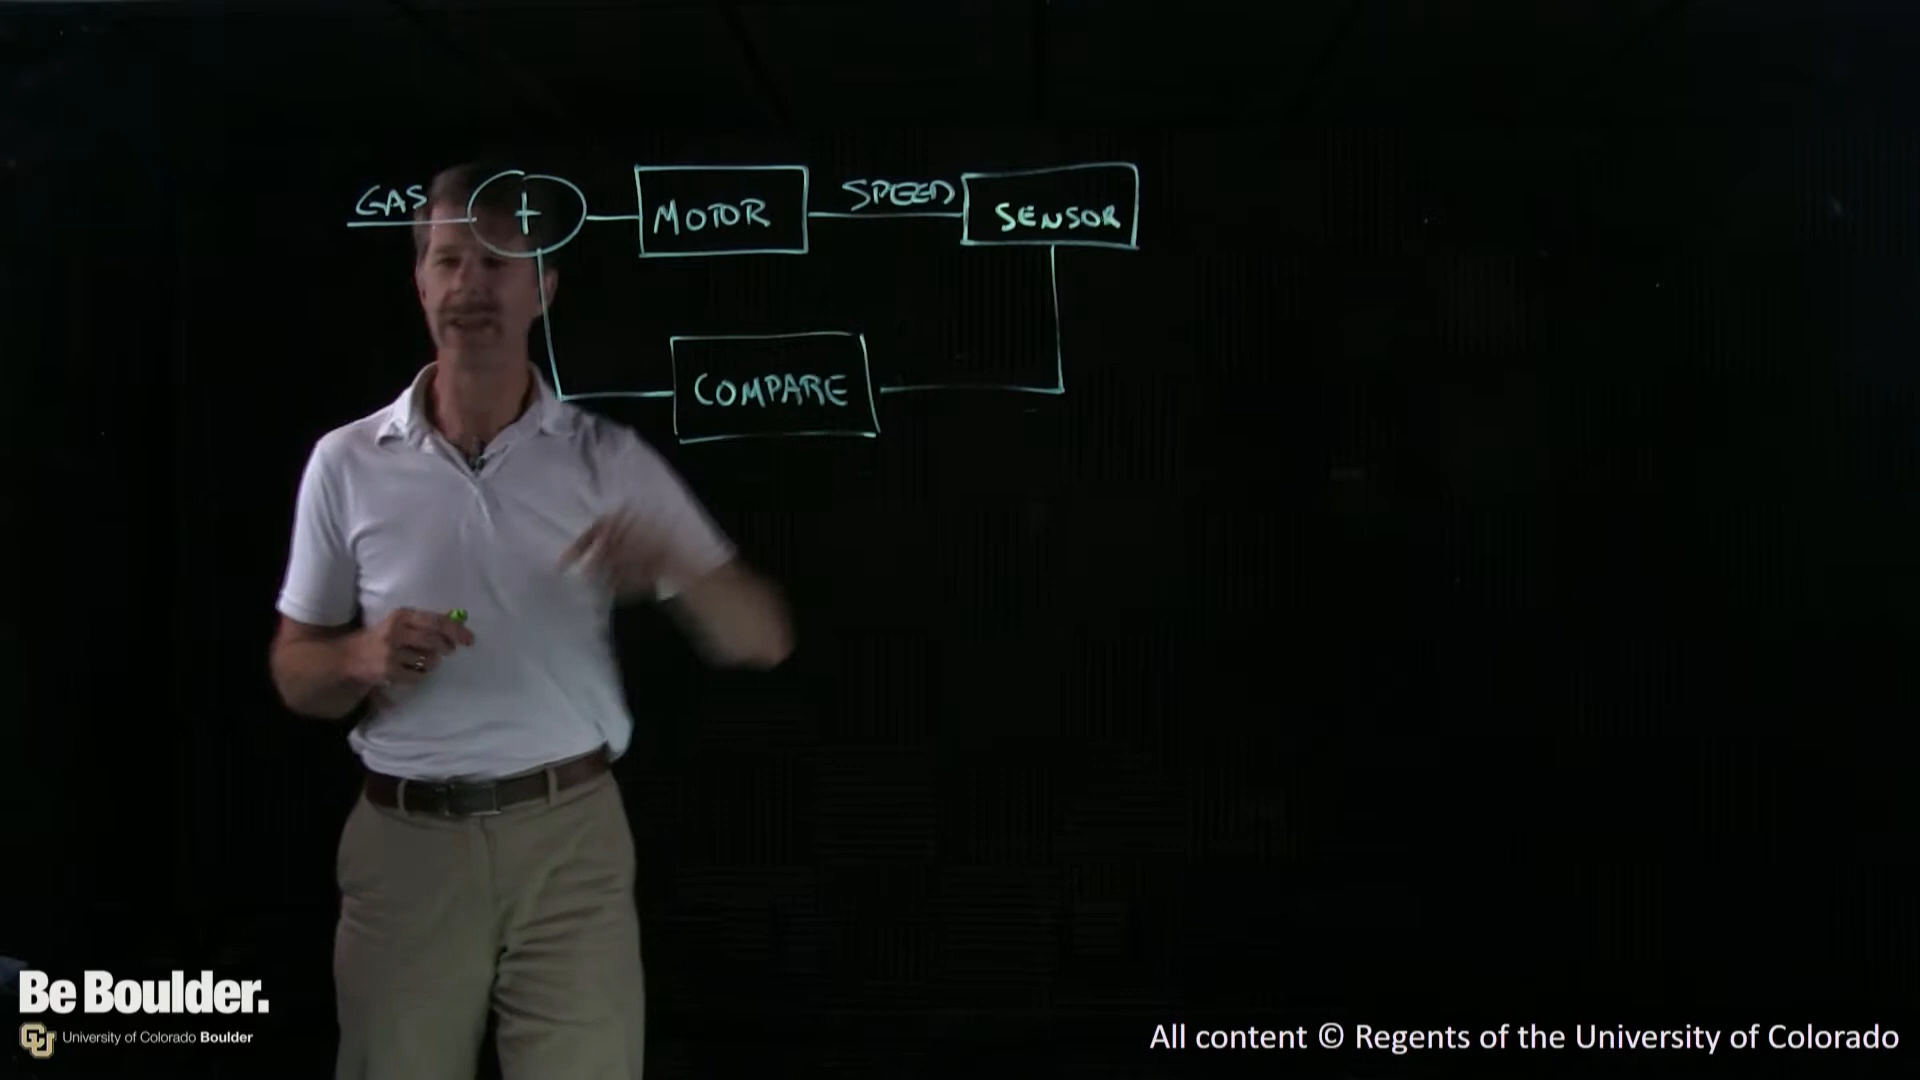 GAS
+
MOTOR
SPEED
SENSOR
COMPARE
Be Boulder.
CU University of Colorado Boulder
All content © Regents of the University of Colorado